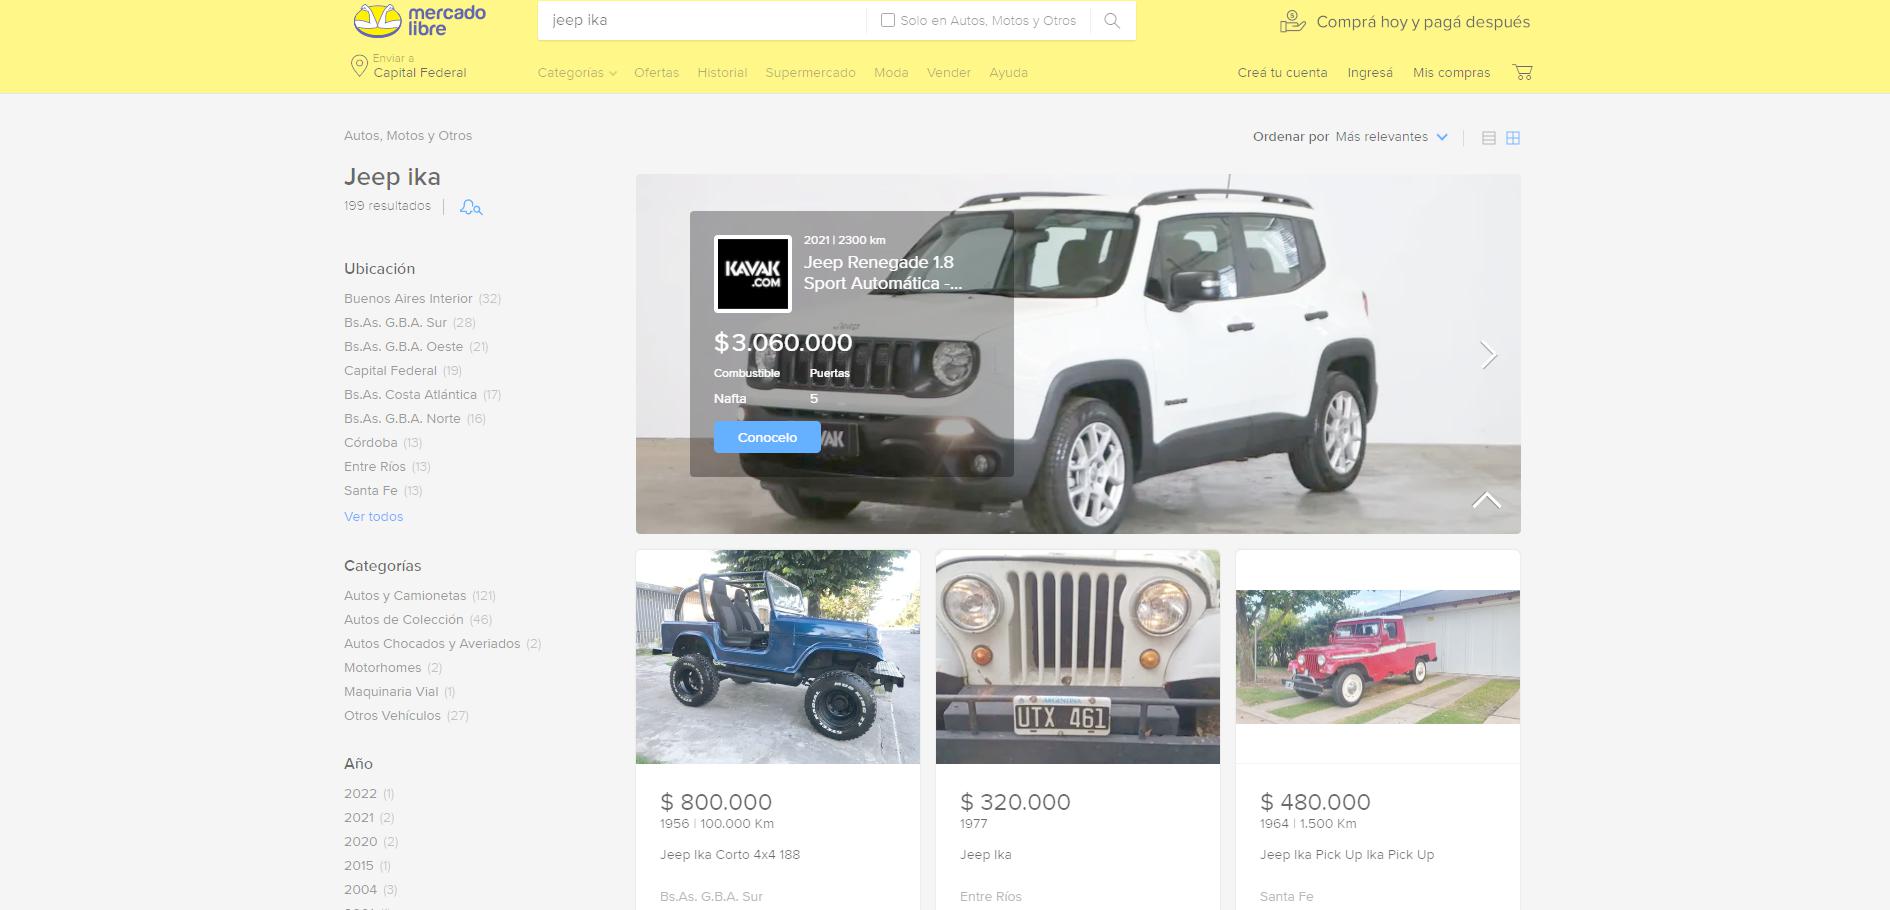 mercado
libre
jeep ika
Solo en Autos, Motos y Otros
Comprá hoy y pagá después
Enviar a
Capital Federal
Categorías
Ofertas
Historial
Supermercado
Moda
Vender
Ayuda
Creá tu cuenta
Ingresá
Mis compras
Autos, Motos y Otros
Ordenar por Más relevantes
Jeep ika
199 resultados
Ubicación
Buenos Aires Interior (32)
Bs.As. G.B.A. Sur (28)
Bs.As. G.B.A. Oeste (21)
Capital Federal (19)
Bs.As. Costa Atlántica (17)
Bs.As. G.B.A. Norte (16)
Córdoba (13)
Entre Ríos (13)
Santa Fe (13)
Ver todos
Categorías
Autos y Camionetas (121)
Autos de Colección (46)
Autos Chocados y Averiados (2)
Motorhomes (2)
Maquinaria Vial (1)
Otros Vehículos (27)
Año
2022 (1)
2021 (2)
2020 (2)
2015 (1)
2004 (3)
KAVAK
.COM
2021 | 2300 km
Jeep Renegade 1.8
Sport Automática -...
$3.060.000
Combustible Puertas
Nafta 5
Conocelo
Jeep
ARGENTINA
UTX 461
$ 800.000
1956 | 100.000 Km
Jeep Ika Corto 4x4 188
Bs.As. G.B.A. Sur
$ 320.000
1977
Jeep Ika
Entre Ríos
$ 480.000
1964 | 1.500 Km
Jeep Ika Pick Up Ika Pick Up
Santa Fe